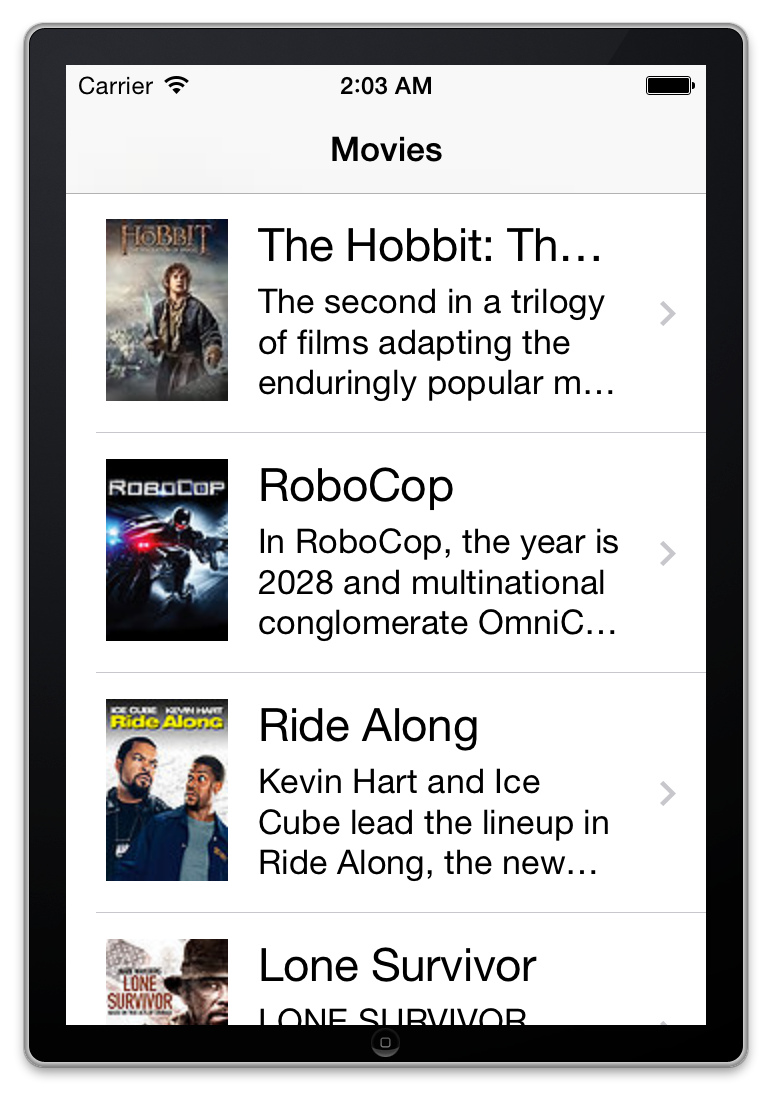 Carrier
2:03 AM
Movies
HOBBIT
The Hobbit: Th…
The second in a trilogy
of films adapting the
enduringly popular m…
ROBOCOP
RoboCop
In RoboCop, the year is
2028 and multinational
conglomerate OmniC…
ICE CUBE KEVIN HART
Ride Along
Ride Along
Kevin Hart and Ice
Cube lead the lineup in
Ride Along, the new…
LONE
SURVIVOR
Lone Survivor
LONE SURVIVOR